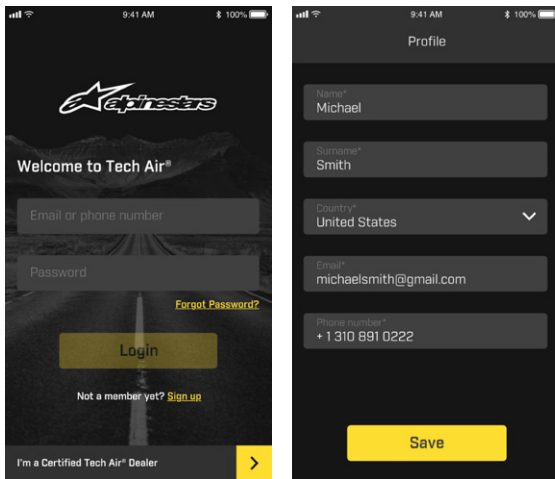 9:41 AM
100%
alpinestars
Welcome to Tech Air®
Email or phone number
Password
Forgot Password?
Login
Not a member yet? Sign up
I'm a Certified Tech Air® Dealer
9:41 AM
100%
Profile
Name*
Michael
Surname*
Smith
Country*
United States
Email*
michaelsmith@gmail.com
Phone number*
+ 1 310 891 0222
Save